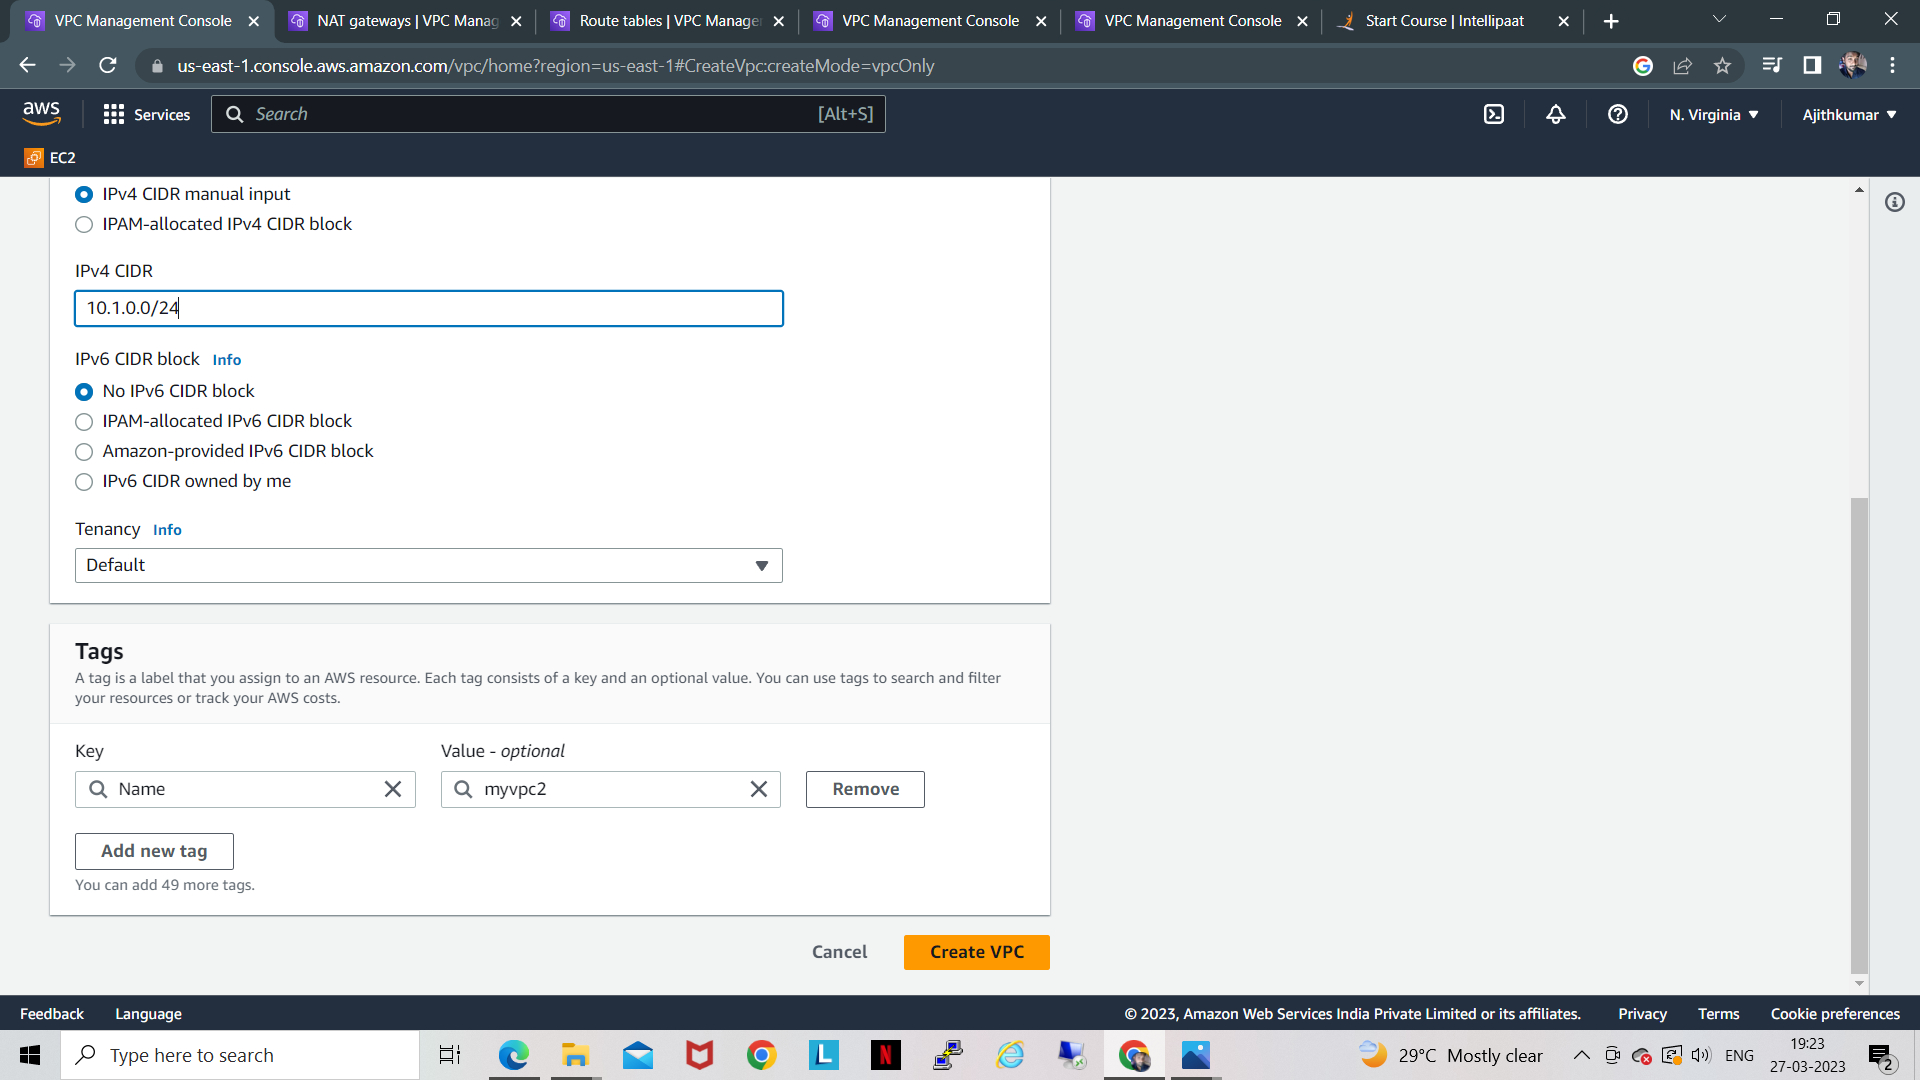 VPC Management Console
NAT gateways | VPC Manag
Route tables | VPC Manage
VPC Management Console
VPC Management Console
Start Course | Intellipaat
us-east-1.console.aws.amazon.com/vpc/home?region=us-east-1#CreateVpc:createMode=vpcOnly
aws
Services
Search
[Alt+S]
N. Virginia
Ajithkumar
EC2
IPv4 CIDR manual input
IPAM-allocated IPv4 CIDR block
IPv4 CIDR
10.1.0.0/24
IPv6 CIDR block Info
No IPv6 CIDR block
IPAM-allocated IPv6 CIDR block
Amazon-provided IPv6 CIDR block
IPv6 CIDR owned by me
Tenancy Info
Default
Tags
A tag is a label that you assign to an AWS resource. Each tag consists of a key and an optional value. You can use tags to search and filter
your resources or track your AWS costs.
Key
Value - optional
Name
myvpc2
Remove
Add new tag
You can add 49 more tags.
Cancel
Create VPC
Feedback
Language
© 2023, Amazon Web Services India Private Limited or its affiliates.
Privacy
Terms
Cookie preferences
Type here to search
L
N
29°C Mostly clear
ENG
19:23
27-03-2023
2